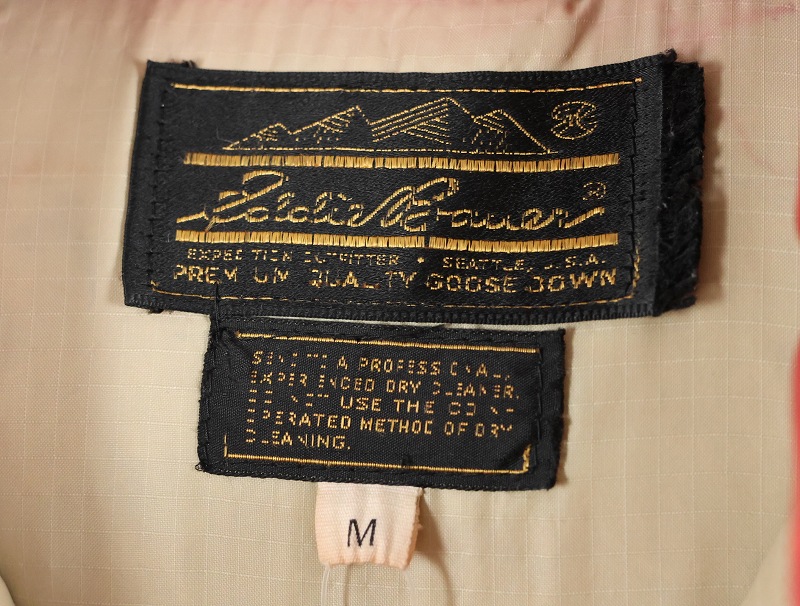 Eddie Bauer ®
EXPEDITION OUTFITTER • SEATTLE, U.S.A.
PREMIUM QUALITY GOOSE DOWN
SEND TO A PROFESSIONAL,
EXPERIENCED DRY CLEANER.
DO NOT USE THE COIN
OPERATED METHOD OF DRY
CLEANING.
M